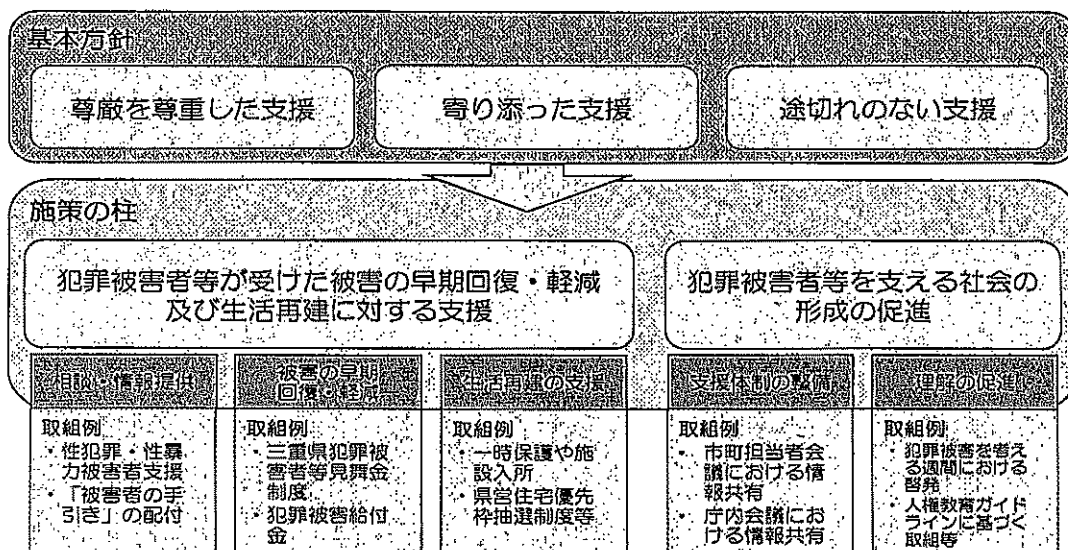 基本方針
尊厳を尊重した支援
寄り添った支援
途切れのない支援
施策の柱
犯罪被害者等が受けた被害の早期回復・軽減
及び生活再建に対する支援
犯罪被害者等を支える社会の
形成の促進
相談・情報提供
取組例
・性犯罪・性暴
力被害者支援
・「被害者の手
引き」の配付
被害の早期
回復・軽減
取組例
・三重県犯罪被
害者等見舞金
制度
・犯罪被害給付
金
生活再建の支援
取組例
・一時保護や施
設入所
・県営住宅優先
枠抽選制度等
支援体制の整備
取組例
・市町担当者会
議における情
報共有
・庁内会議にお
ける情報共有
理解の促進
取組例
・犯罪被害を考え
る週間における
啓発
・人権教育ガイド
ラインに基づく
取組等